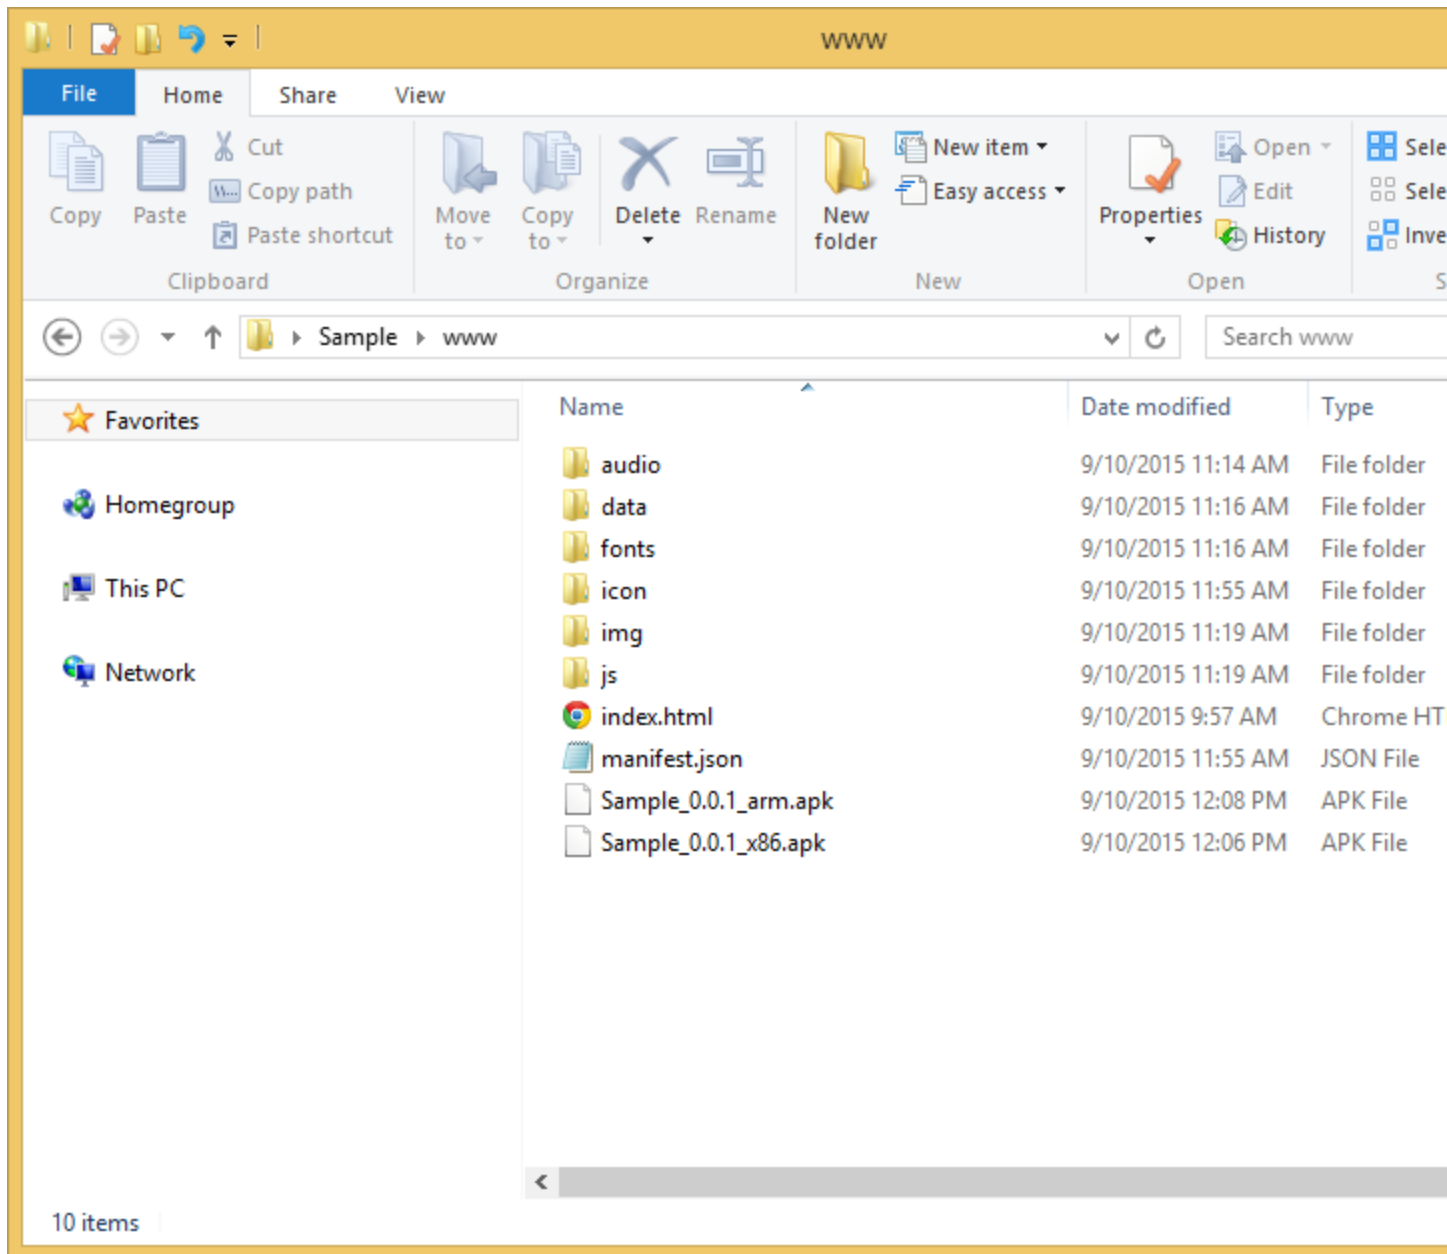 www
File Home Share View
Copy
Paste
Cut
Copy path
Paste shortcut
Clipboard
Move to
Copy to
Delete
Rename
Organize
New folder
New item
Easy access
New
Properties
Open
Edit
History
Open
Sele
Sele
Inve
S
Sample www
Search www
Favorites
Homegroup
This PC
Network
Name Date modified Type
audio 9/10/2015 11:14 AM File folder
data 9/10/2015 11:16 AM File folder
fonts 9/10/2015 11:16 AM File folder
icon 9/10/2015 11:55 AM File folder
img 9/10/2015 11:19 AM File folder
js 9/10/2015 11:19 AM File folder
index.html 9/10/2015 9:57 AM Chrome HT
manifest.json 9/10/2015 11:55 AM JSON File
Sample_0.0.1_arm.apk 9/10/2015 12:08 PM APK File
Sample_0.0.1_x86.apk 9/10/2015 12:06 PM APK File
10 items